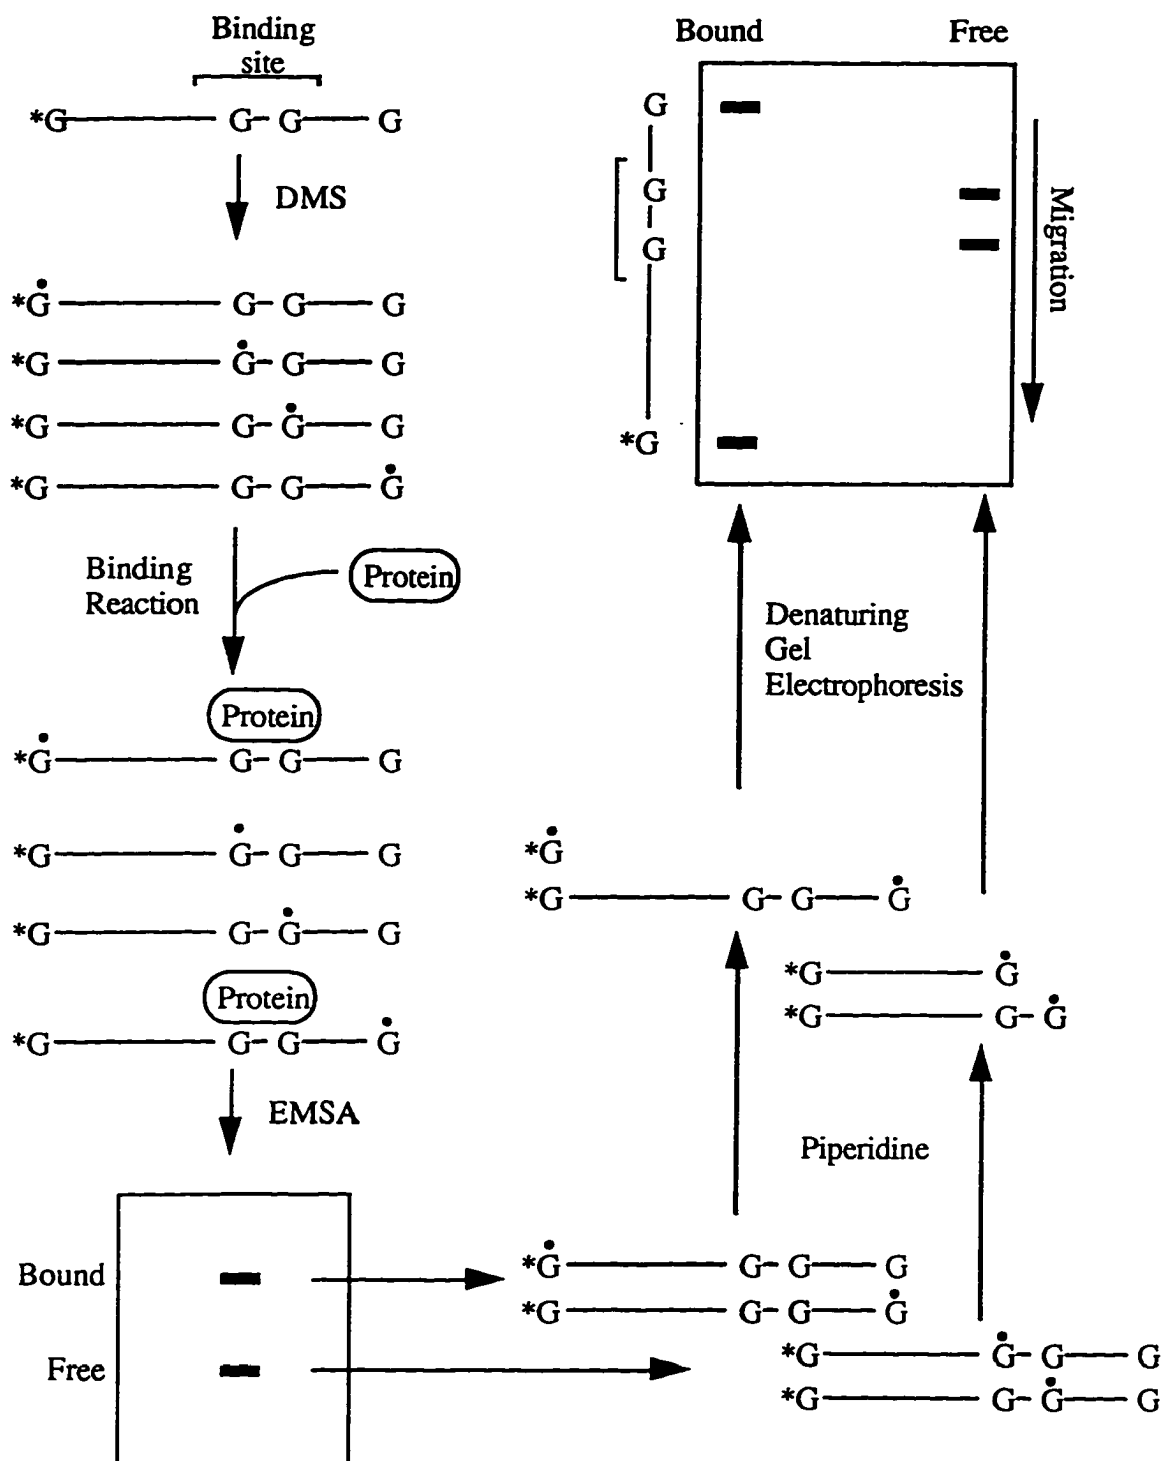 Binding
site
*G G G G
DMS
*G G G G
*G G G G
*G G G G
*G G G G
Binding
Reaction
Protein
Protein
*G G G G
*G G G G
*G G G G
Protein
*G G G G
EMSA
Bound
Free
*G G G G
*G G G G
*G G G G
*G G G G
Piperidine
*G
*G G G G
*G G
*G G G
Denaturing
Gel
Electrophoresis
Bound Free
G
G
G
*G
Migration